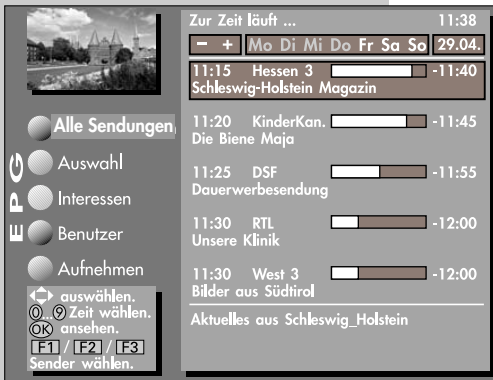 Zur Zeit läuft ... 11:38
− + Mo Di Mi Do Fr Sa So 29.04.
11:15 Hessen 3 -11:40
Schleswig-Holstein Magazin
11:20 KinderKan. -11:45
Die Biene Maja
11:25 DSF -11:55
Dauerwerbesendung
11:30 RTL -12:00
Unsere Klinik
11:30 West 3 -12:00
Bilder aus Südtirol
Aktuelles aus Schleswig_Holstein
EPG
Alle Sendungen
Auswahl
Interessen
Benutzer
Aufnehmen
auswählen.
0...9 Zeit wählen.
OK ansehen.
F1 / F2 / F3
Sender wählen.